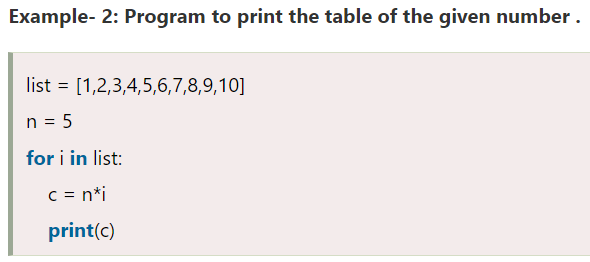 Example- 2: Program to print the table of the given number .
list = [1,2,3,4,5,6,7,8,9,10]
n = 5
for i in list:
    c = n*i
    print(c)